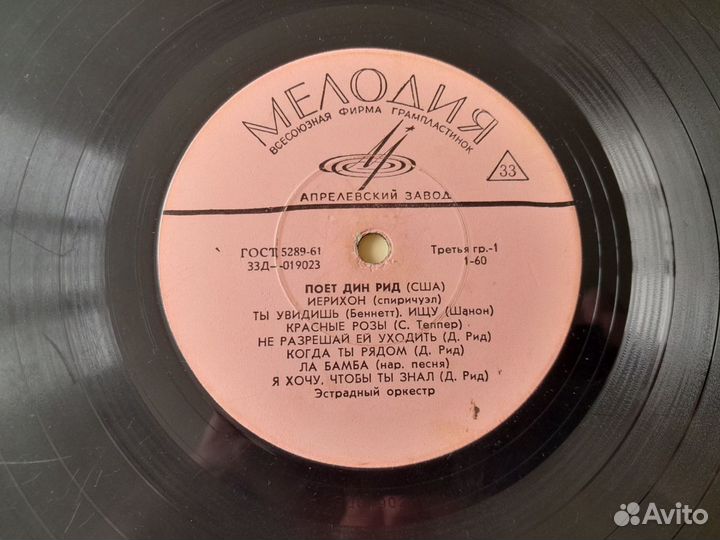 МЕЛОДИЯ
ВСЕСОЮЗНАЯ ФИРМА ГРАМПЛАСТИНОК
33
АПРЕЛЕВСКИЙ ЗАВОД
ГОСТ 5289-61 Третья гр.-1
33Д—019023 1-60
ПОЕТ ДИН РИД (США)
ИЕРИХОН (спиричуэл)
ТЫ УВИДИШЬ (Беннетт), ИЩУ (Шанон)
КРАСНЫЕ РОЗЫ (С. Теппер)
НЕ РАЗРЕШАЙ ЕЙ УХОДИТЬ (Д. Рид)
КОГДА ТЫ РЯДОМ (Д. Рид)
ЛА БАМБА (нар. песня)
Я ХОЧУ, ЧТОБЫ ТЫ ЗНАЛ (Д. Рид)
Эстрадный оркестр
Avito